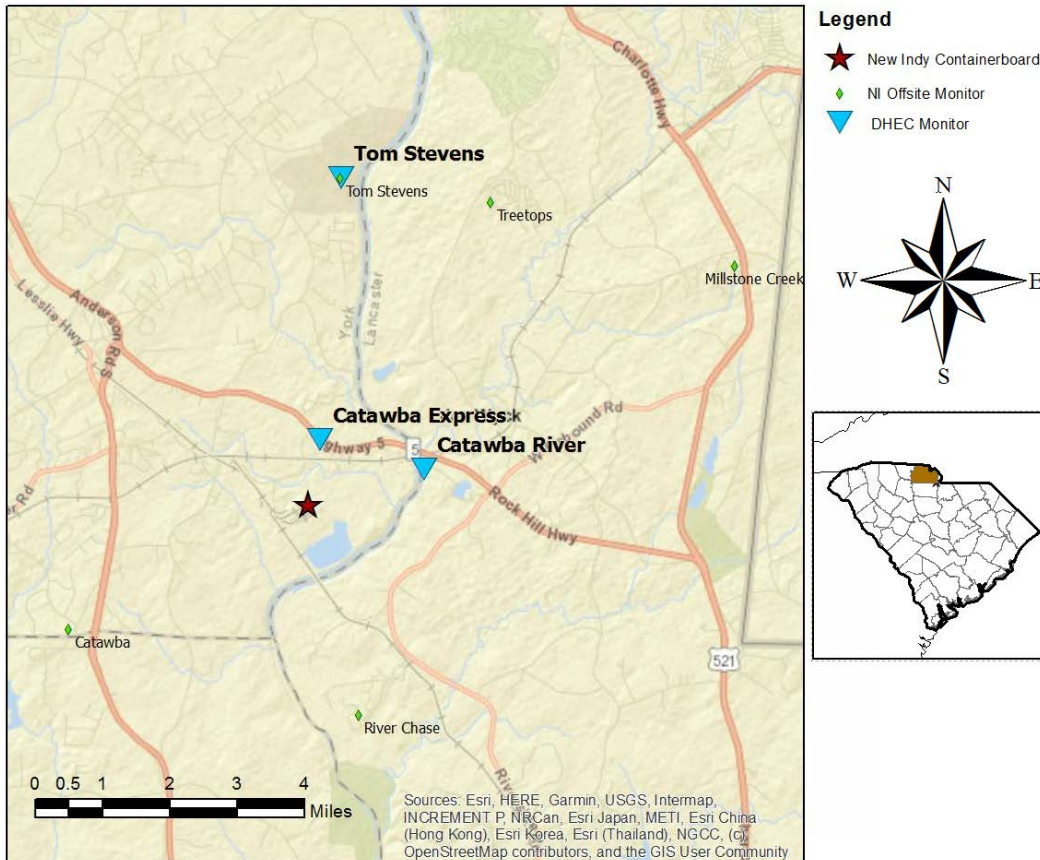 Legend
New Indy Containerboard
NI Offsite Monitor
DHEC Monitor
N
W
E
S
Charlotte Hwy
Tom Stevens
Tom Stevens
Treetops
Millstone Creek
York
Lancaster
Lesslie Hwy
Anderson Rd S
Catawba Express
Highway 5
5
Catawba River
Rock Hill Hwy
521
Catawba
River Chase
0 0.5 1 2 3 4
Miles
Sources: Esri, HERE, Garmin, USGS, Intermap,
INCREMENT P, NRCan, Esri Japan, METI, Esri China
(Hong Kong), Esri Korea, Esri (Thailand), NGCC, (c)
OpenStreetMap contributors, and the GIS User Community